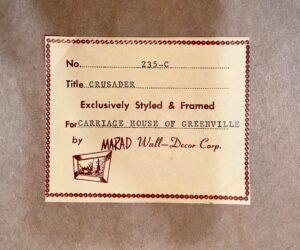 No. 235-C
Title CRUSADER
Exclusively Styled & Framed
For CARRIAGE HOUSE OF GREENVILLE
by MARAD Wall-Decor Corp.